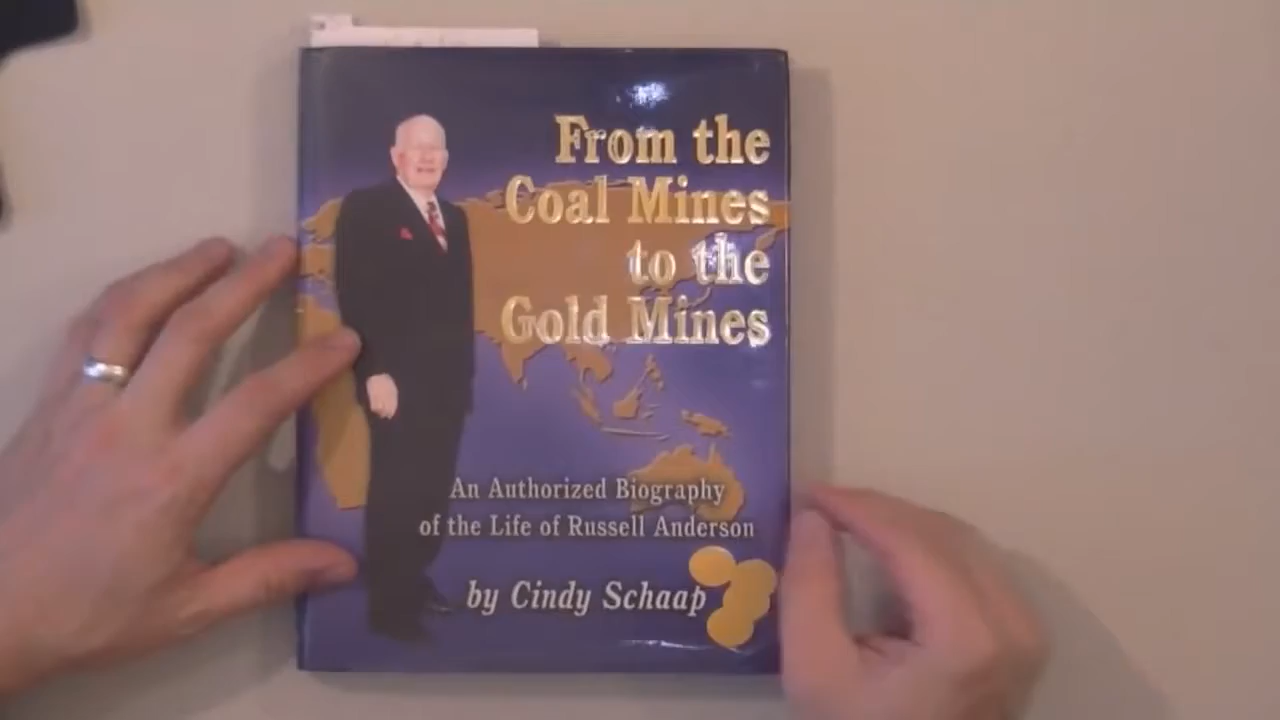 From the
Coal Mines
to the
Gold Mines
An Authorized Biography
of the Life of Russell Anderson
by Cindy Schaap